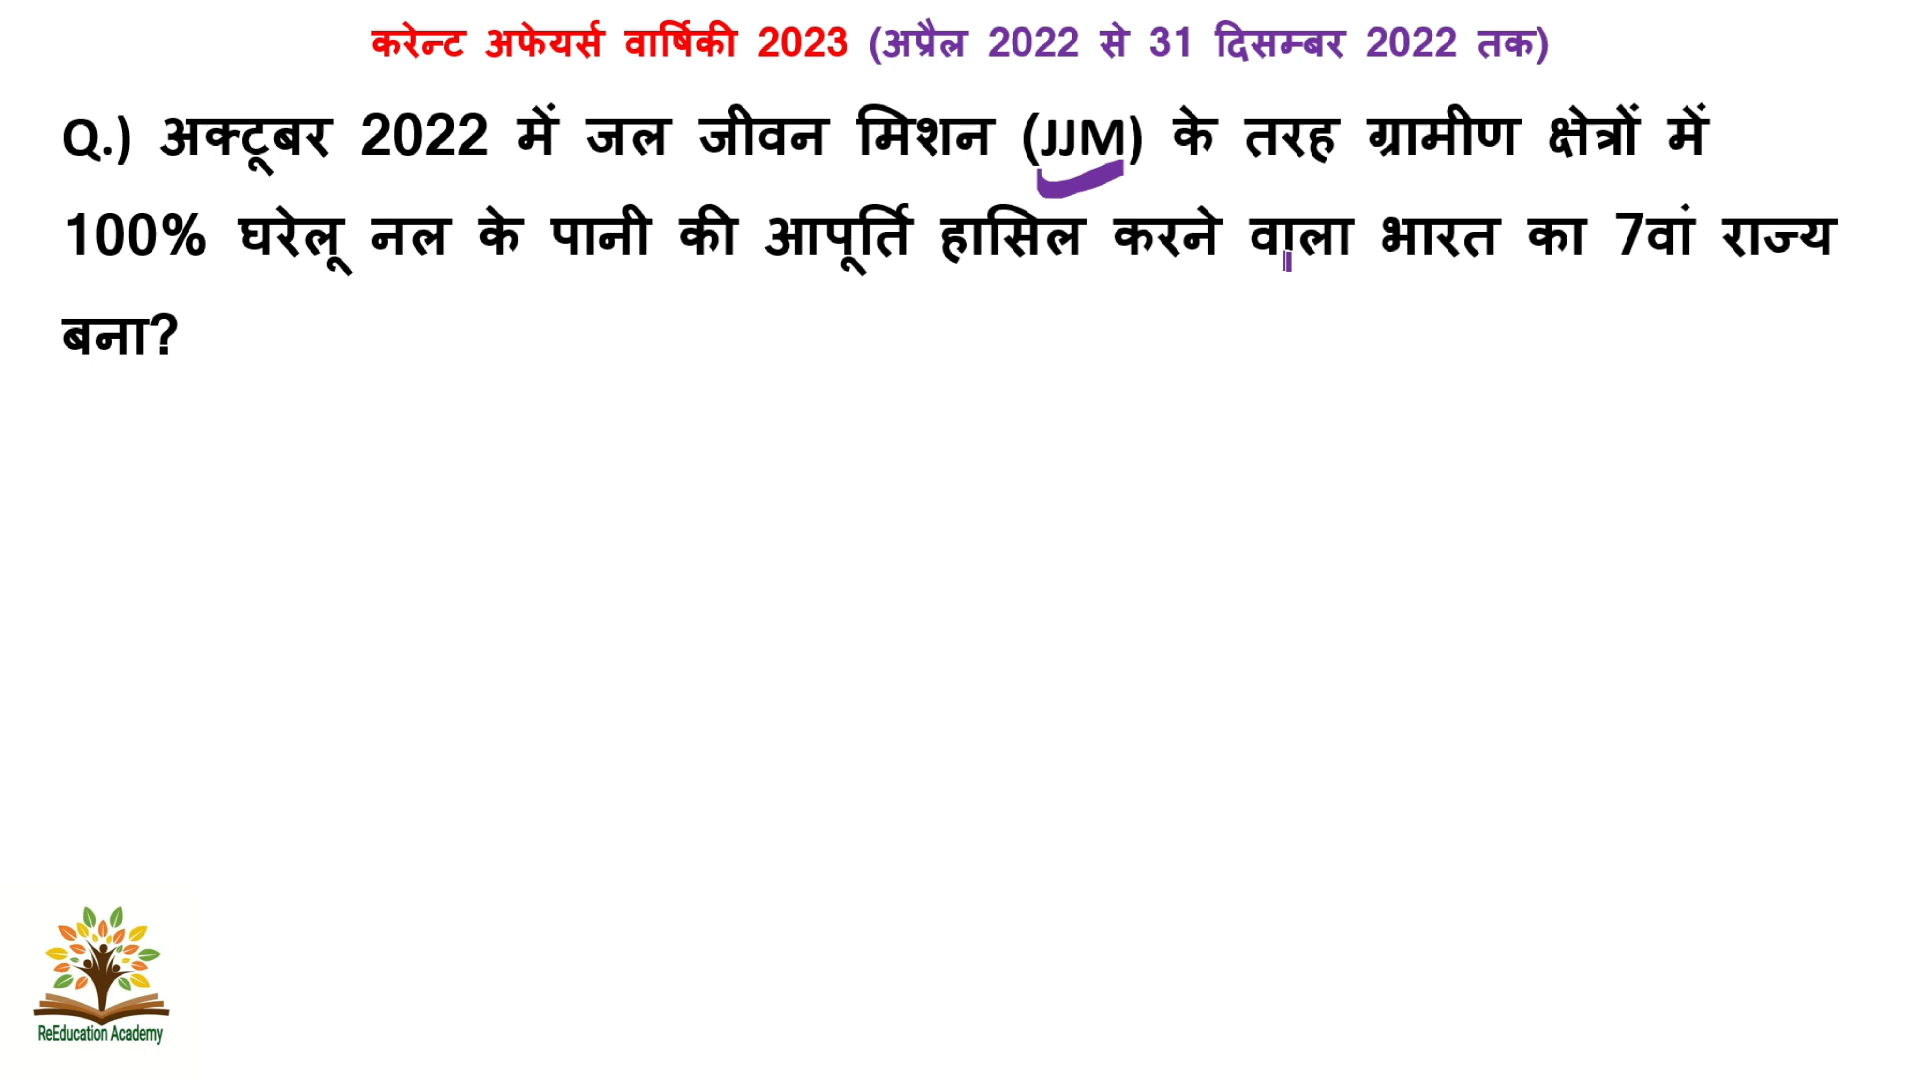 करेन्ट अफेयर्स वार्षिकी 2023 (अप्रैल 2022 से 31 दिसम्बर 2022 तक)
Q.) अक्टूबर 2022 में जल जीवन मिशन (JJM) के तरह ग्रामीण क्षेत्रों में
100% घरेलू नल के पानी की आपूर्ति हासिल करने वाला भारत का 7वां राज्य
बना?
ReEducation Academy